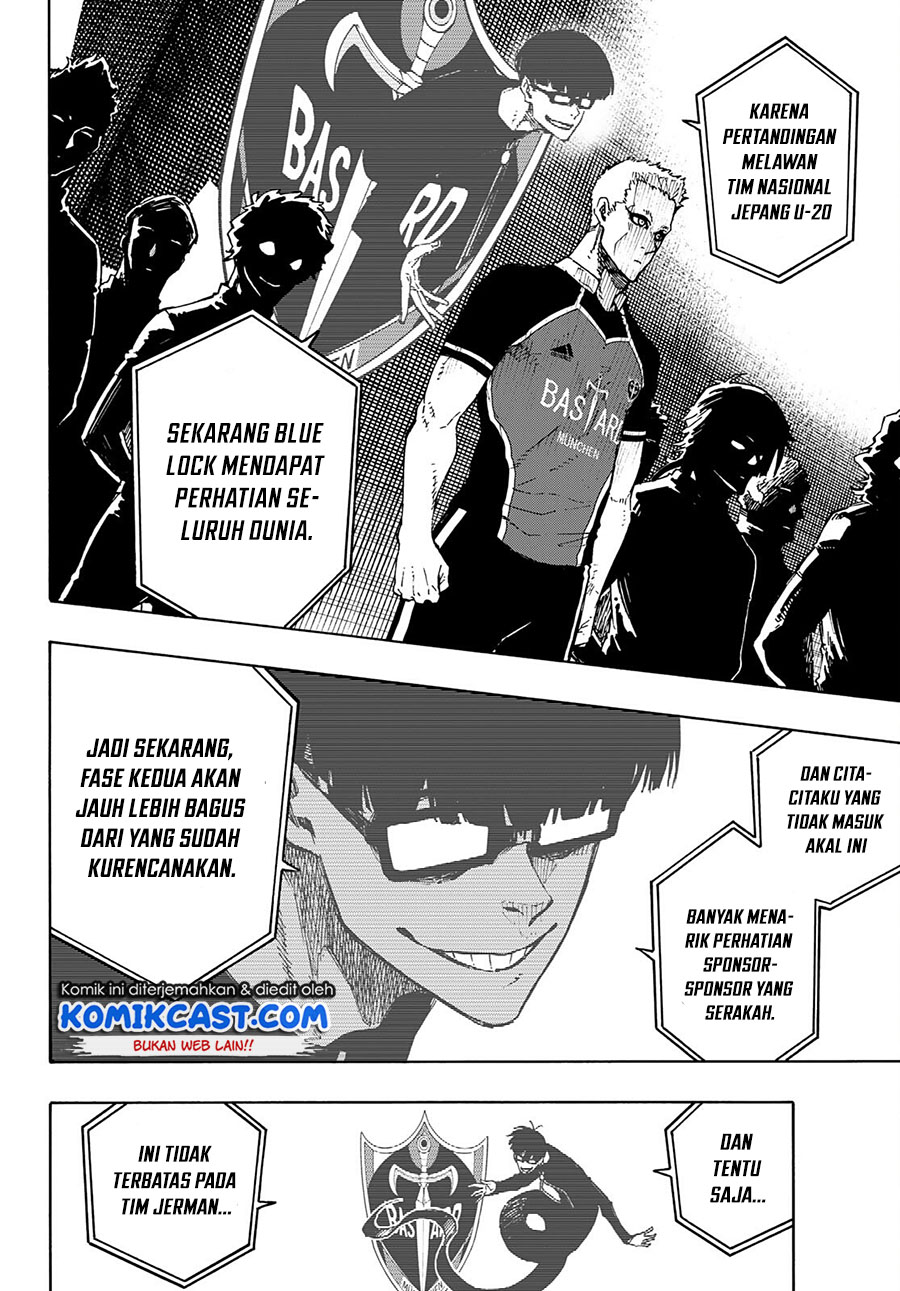 KARENA
PERTANDINGAN
MELAWAN
TIM NASIONAL
JEPANG U-20
BASTARD
MÜNCHEN
SEKARANG BLUE
LOCK MENDAPAT
PERHATIAN SE-
LURUH DUNIA.
DAN CITA-
CITAKU YANG
TIDAK MASUK
AKAL INI
BANYAK MENA-
RIK PERHATIAN
SPONSOR-
SPONSOR YANG
SERAKAH.
JADI SEKARANG,
FASE KEDUA AKAN
JAUH LEBIH BAGUS
DARI YANG SUDAH
KURENCANAKAN.
Komik ini diterjemahkan & diedit oleh
KOMIKCAST.COM
BUKAN WEB LAIN!!
DAN
TENTU
SAJA...
BASTARD
INI TIDAK
TERBATAS PADA
TIM JERMAN...